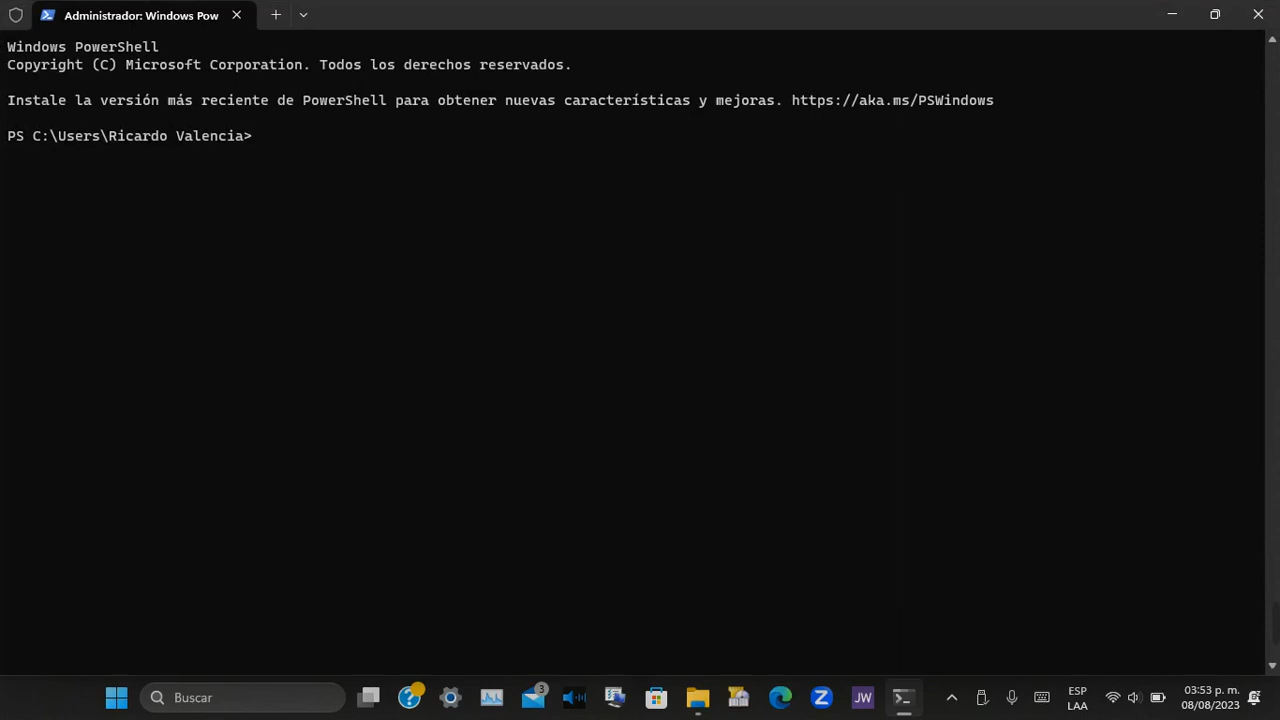 Administrador: Windows Pow
Windows PowerShell
Copyright (C) Microsoft Corporation. Todos los derechos reservados.
Instale la versión más reciente de PowerShell para obtener nuevas características y mejoras. https://aka.ms/PSWindows
PS C:\Users\Ricardo Valencia>
Buscar
3
JW
ESP
LAA
03:53 p. m.
08/08/2023